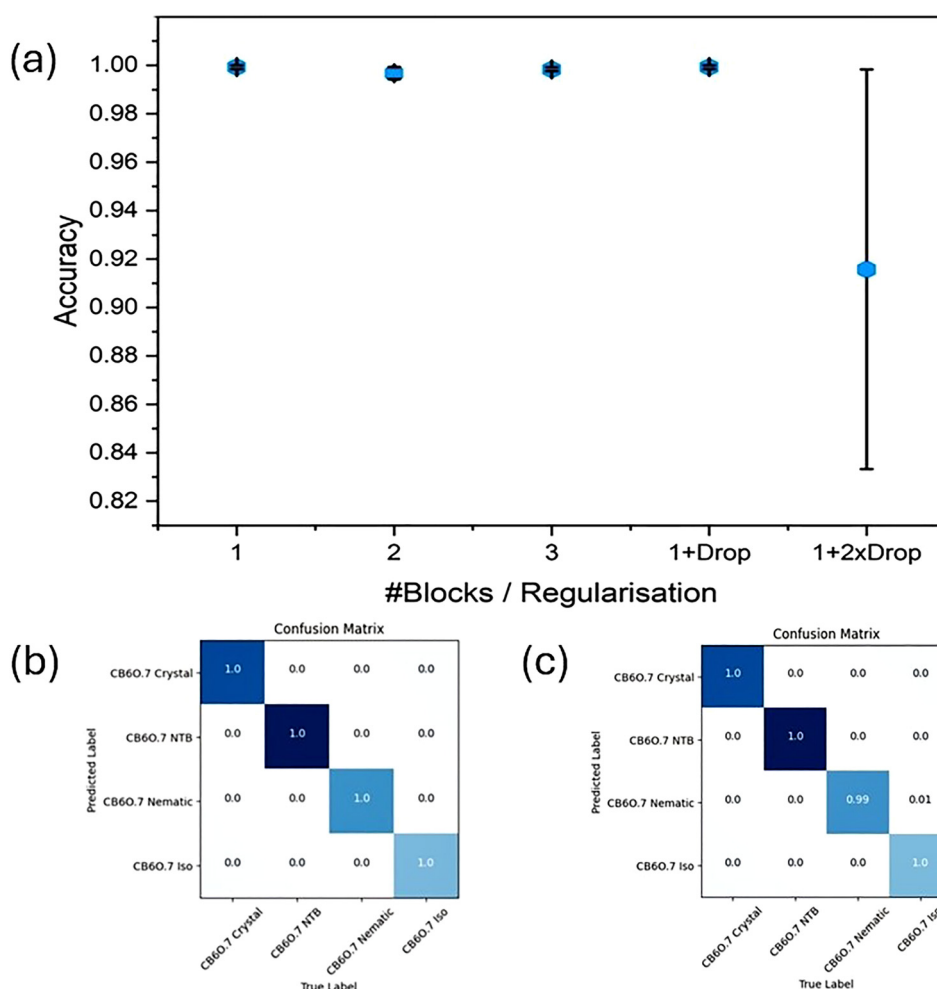 (a)
Accuracy
1.00
0.98
0.96
0.94
0.92
0.90
0.88
0.86
0.84
0.82
1 2 3 1+Drop 1+2xDrop
#Blocks / Regularisation
(b)
Confusion Matrix
Predicted Label
CB6O.7 Crystal 1.0 0.0 0.0 0.0
CB6O.7 NTB 0.0 1.0 0.0 0.0
CB6O.7 Nematic 0.0 0.0 1.0 0.0
CB6O.7 Iso 0.0 0.0 0.0 1.0
CB6O.7 Crystal CB6O.7 NTB CB6O.7 Nematic CB6O.7 Iso
True Label
(c)
Confusion Matrix
Predicted Label
CB6O.7 Crystal 1.0 0.0 0.0 0.0
CB6O.7 NTB 0.0 1.0 0.0 0.0
CB6O.7 Nematic 0.0 0.0 0.99 0.01
CB6O.7 Iso 0.0 0.0 0.0 1.0
CB6O.7 Crystal CB6O.7 NTB CB6O.7 Nematic CB6O.7 Iso
True Label